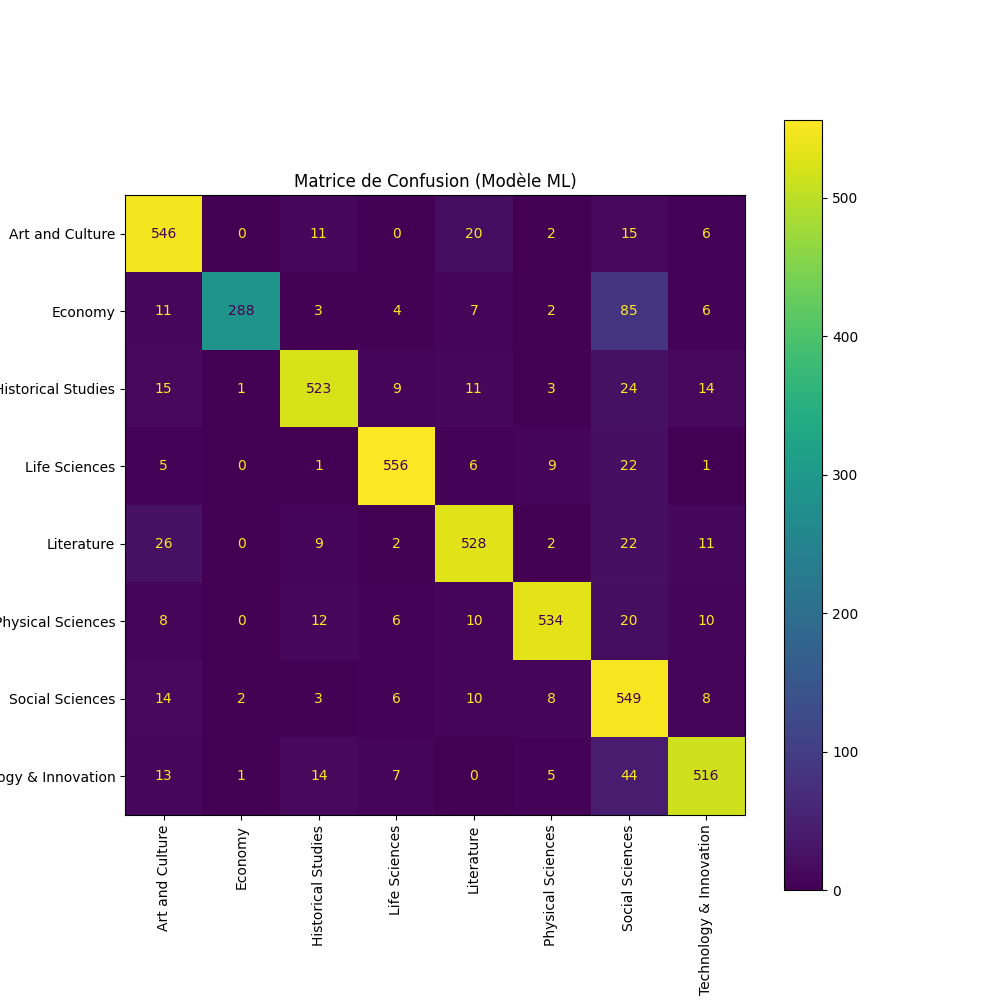 Matrice de Confusion (Modèle ML)
Art and Culture 546 0 11 0 20 2 15 6
Economy 11 288 3 4 7 2 85 6
Historical Studies 15 1 523 9 11 3 24 14
Life Sciences 5 0 1 556 6 9 22 1
Literature 26 0 9 2 528 2 22 11
Physical Sciences 8 0 12 6 10 534 20 10
Social Sciences 14 2 3 6 10 8 549 8
ogy & Innovation 13 1 14 7 0 5 44 516
Art and Culture
Economy
Historical Studies
Life Sciences
Literature
Physical Sciences
Social Sciences
Technology & Innovation
500
400
300
200
100
0